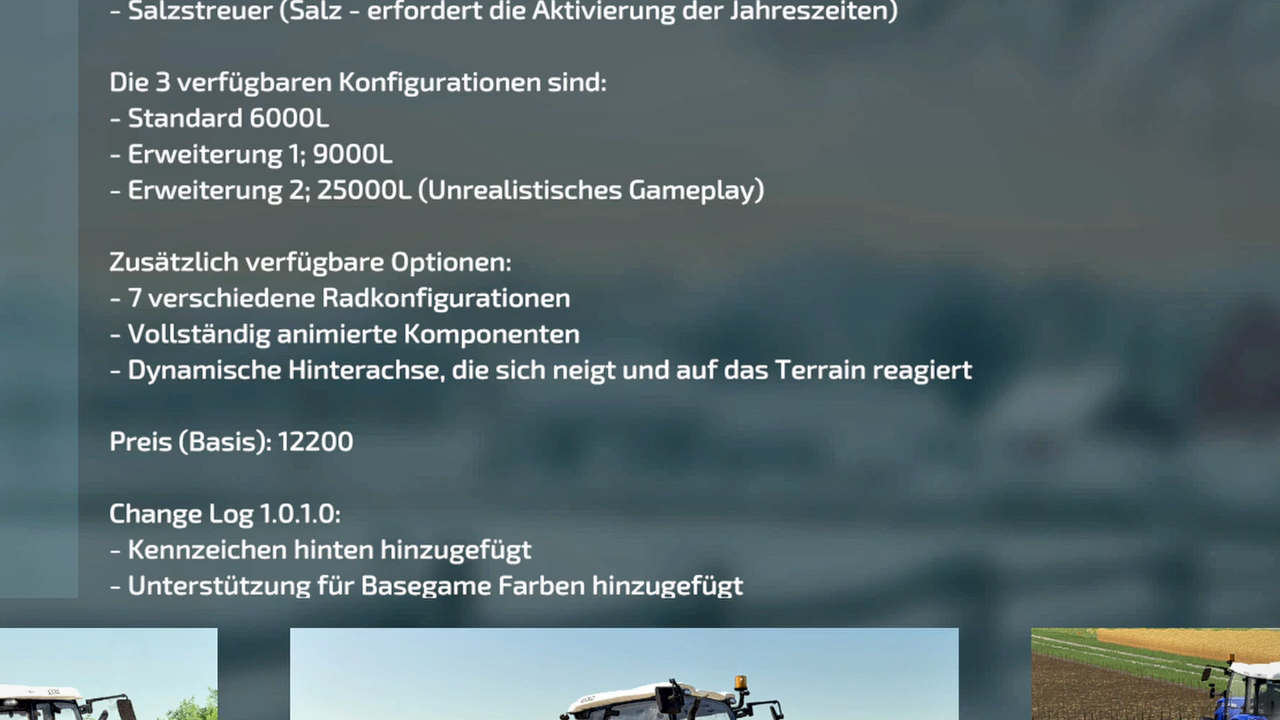 - Salzstreuer (Salz - erfordert die Aktivierung der Jahreszeiten)
Die 3 verfügbaren Konfigurationen sind:
- Standard 6000L
- Erweiterung 1; 9000L
- Erweiterung 2; 25000L (Unrealistisches Gameplay)
Zusätzlich verfügbare Optionen:
- 7 verschiedene Radkonfigurationen
- Vollständig animierte Komponenten
- Dynamische Hinterachse, die sich neigt und auf das Terrain reagiert
Preis (Basis): 12200
Change Log 1.0.1.0:
- Kennzeichen hinten hinzugefügt
- Unterstützung für Basegame Farben hinzugefügt